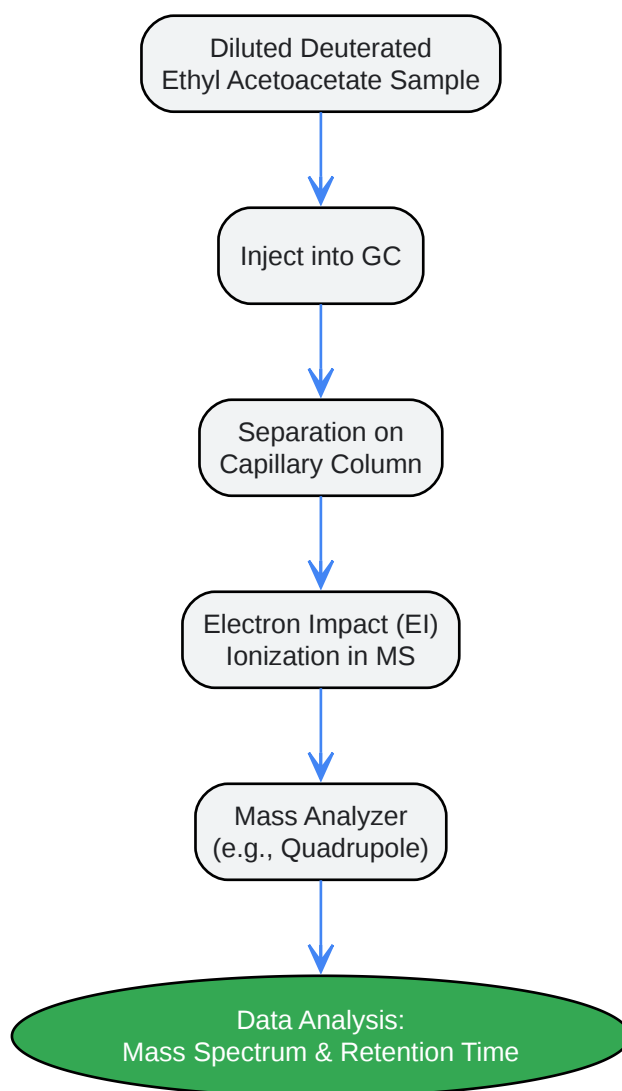 Diluted Deuterated
Ethyl Acetoacetate Sample
Inject into GC
Separation on
Capillary Column
Electron Impact (EI)
Ionization in MS
Mass Analyzer
(e.g., Quadrupole)
Data Analysis:
Mass Spectrum & Retention Time